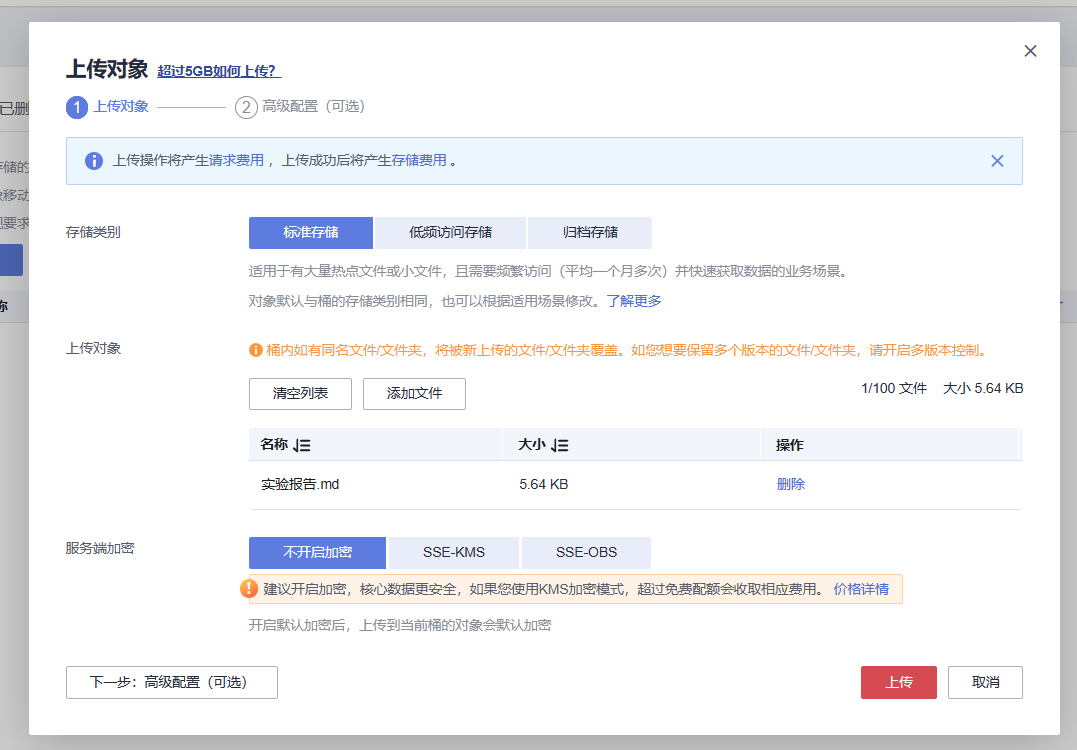 上传对象 超过5GB如何上传？
1 上传对象 2 高级配置（可选）
已删
上传操作将产生请求费用 ，上传成功后将产生存储费用 。
存储的
移动
要求
存储类别 标准存储 低频访问存储 归档存储
适用于有大量热点文件或小文件，且需要频繁访问（平均一个月多次）并快速获取数据的业务场景。
对象默认与桶的存储类别相同，也可以根据适用场景修改。了解更多
称
上传对象 桶内如有同名文件/文件夹，将被新上传的文件/文件夹覆盖。如您想要保留多个版本的文件/文件夹，请开启多版本控制。
清空列表 添加文件 1/100 文件 大小 5.64 KB
名称 大小 操作
实验报告.md 5.64 KB 删除
服务端加密 不开启加密 SSE-KMS SSE-OBS
建议开启加密，核心数据更安全，如果您使用KMS加密模式，超过免费配额会收取相应费用。 价格详情
开启默认加密后，上传到当前桶的对象会默认加密
下一步：高级配置（可选） 上传 取消